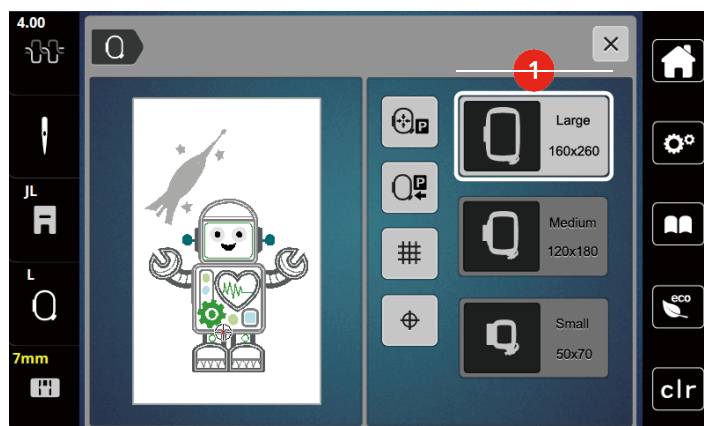 4.00
1
P
Large
160x260
JL
P
Medium
120x180
L
eco
Small
50x70
7mm
clr